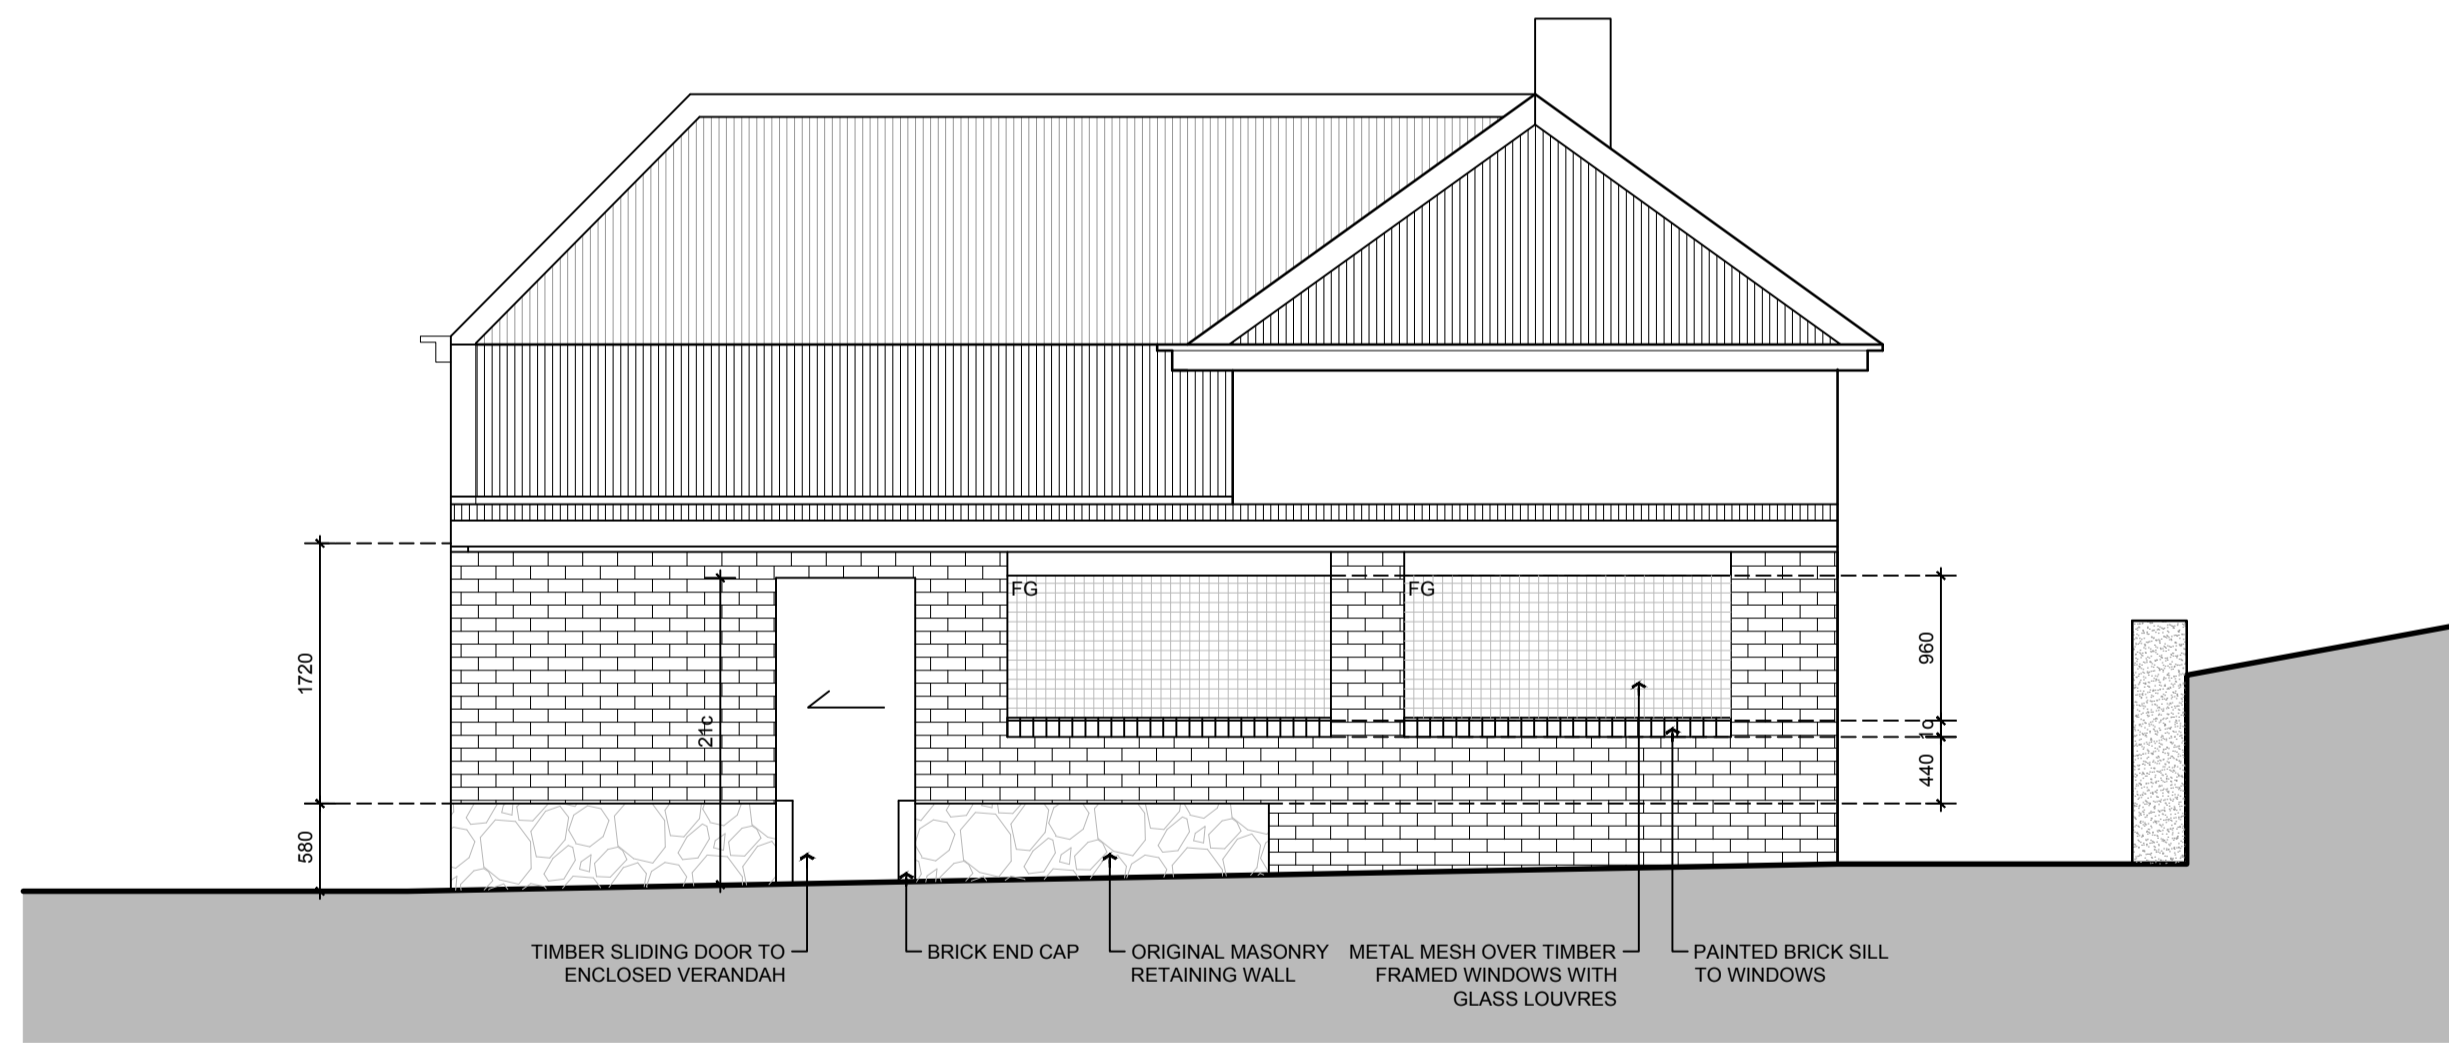 FG
FG
1720
960
21c
440
580
TIMBER SLIDING DOOR TO
ENCLOSED VERANDAH
BRICK END CAP
ORIGINAL MASONRY
RETAINING WALL
METAL MESH OVER TIMBER
FRAMED WINDOWS WITH
GLASS LOUVRES
PAINTED BRICK SILL
TO WINDOWS